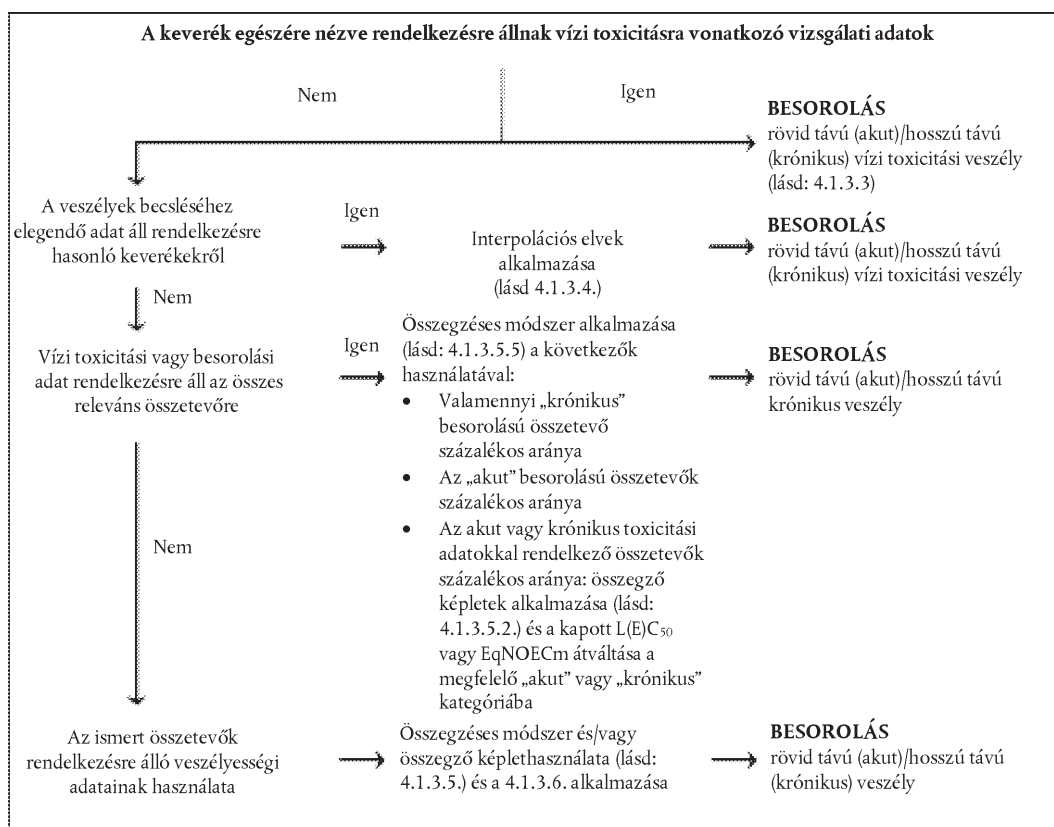 A keverék egészére nézve rendelkezésre állnak vízi toxicitásra vonatkozó vizsgálati adatok
Nem
Igen
BESOROLÁS
rövid távú (akut)/hosszú távú
(krónikus) vízi toxicitási veszély
(lásd: 4.1.3.3)
A veszélyek becsléséhez
elegendő adat áll rendelkezésre
hasonló keverékekről
Igen
Interpolációs elvek
alkalmazása
(lásd 4.1.3.4.)
BESOROLÁS
rövid távú (akut)/hosszú távú
(krónikus) vízi toxicitási veszély
Nem
Vízi toxicitási vagy besorolási
adat rendelkezésre áll az összes
releváns összetevőre
Igen
Összegzéses módszer alkalmazása
(lásd: 4.1.3.5.5) a következők
használatával:
• Valamennyi „krónikus”
besorolású összetevő
százalékos aránya
• Az „akut” besorolású összetevők
százalékos aránya
• Az akut vagy krónikus toxicitási
adatokkal rendelkező összetevők
százalékos aránya: összegző
képletek alkalmazása (lásd:
4.1.3.5.2.) és a kapott L(E)C₅₀
vagy EqNOECm átváltása a
megfelelő „akut” vagy „krónikus”
kategóriába
BESOROLÁS
rövid távú (akut)/hosszú távú
krónikus veszély
Nem
Az ismert összetevők
rendelkezésre álló veszélyességi
adatainak használata
Összegzéses módszer és/vagy
összegző képlethasználata (lásd:
4.1.3.5.) és a 4.1.3.6. alkalmazása
BESOROLÁS
rövid távú (akut)/hosszú távú
(krónikus) veszély